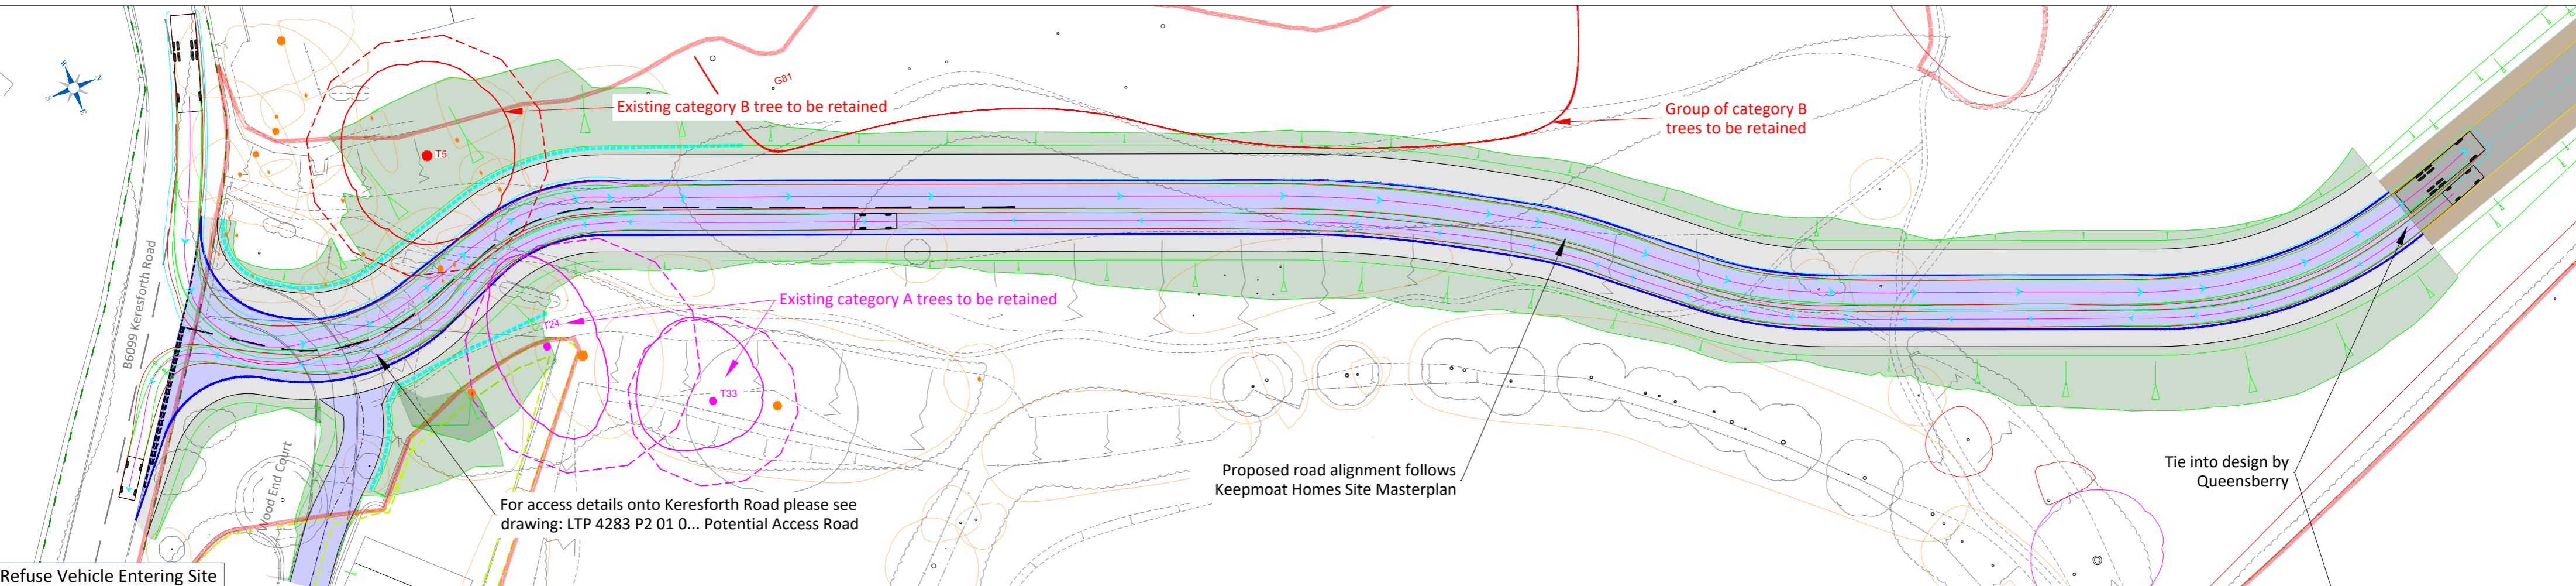 G81
Existing category B tree to be retained
Group of category B
trees to be retained
T5
B6099 Keresforth Road
Existing category A trees to be retained
T24
T33
Wood End Court
For access details onto Keresforth Road please see
drawing: LTP 4283 P2 01 0... Potential Access Road
Proposed road alignment follows
Keepmoat Homes Site Masterplan
Tie into design by
Queensberry
Refuse Vehicle Entering Site